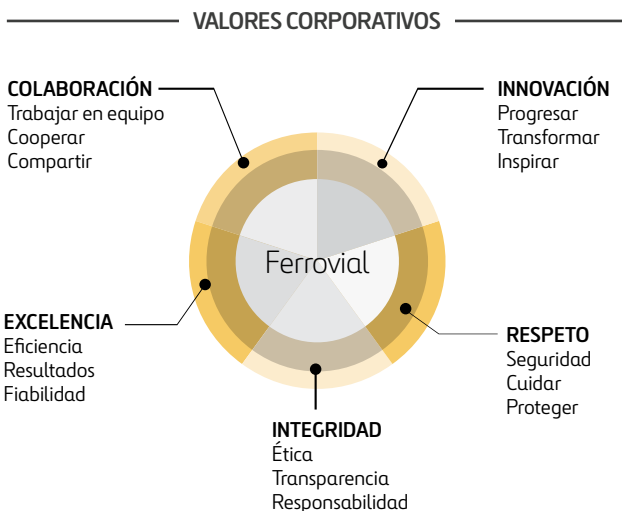 VALORES CORPORATIVOS
COLABORACIÓN
Trabajar en equipo
Cooperar
Compartir
INNOVACIÓN
Progresar
Transformar
Inspirar
Ferrovial
EXCELENCIA
Eficiencia
Resultados
Fiabilidad
RESPETO
Seguridad
Cuidar
Proteger
INTEGRIDAD
Ética
Transparencia
Responsabilidad